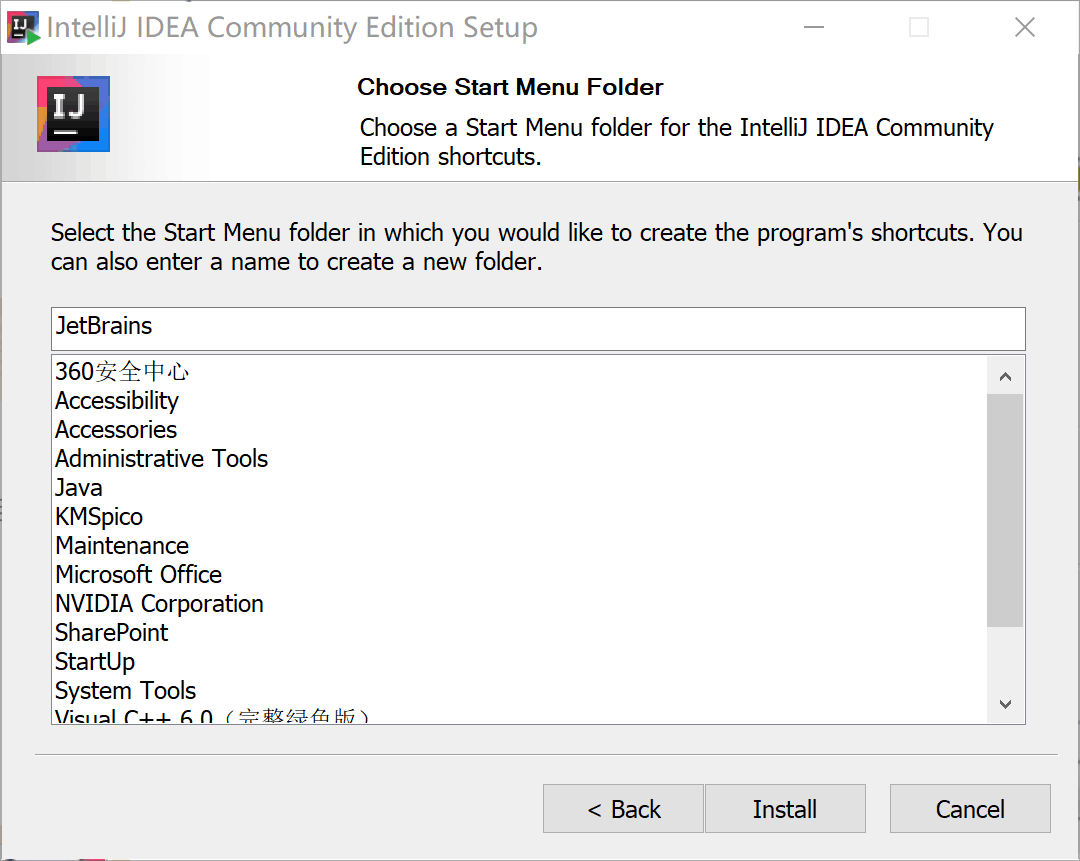 IntelliJ IDEA Community Edition Setup
IJ
Choose Start Menu Folder
Choose a Start Menu folder for the IntelliJ IDEA Community
Edition shortcuts.
Select the Start Menu folder in which you would like to create the program's shortcuts. You
can also enter a name to create a new folder.
JetBrains
360安全中心
Accessibility
Accessories
Administrative Tools
Java
KMSpico
Maintenance
Microsoft Office
NVIDIA Corporation
SharePoint
StartUp
System Tools
Visual C++ 6.0（完整绿色版）
< Back
Install
Cancel